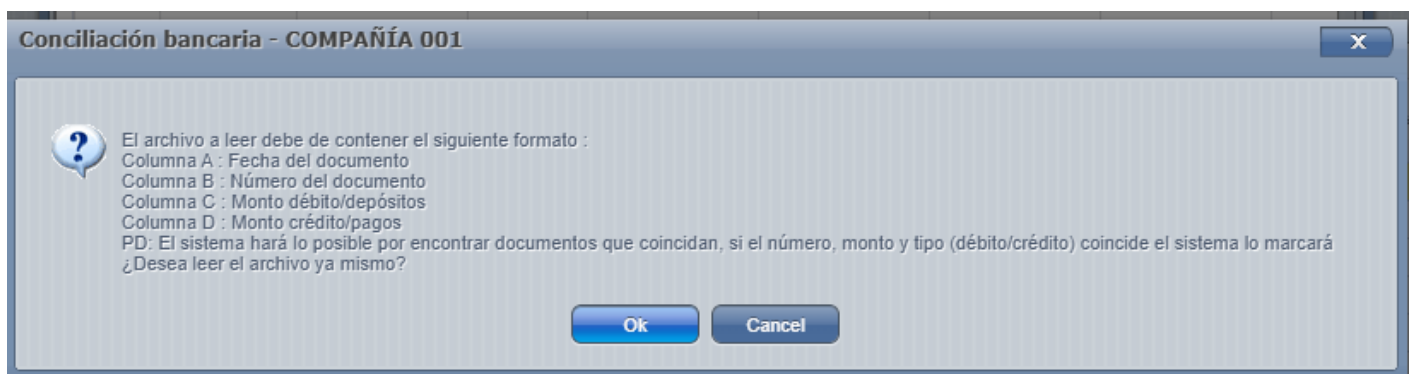 Conciliación bancaria - COMPAÑÍA 001
X
?
El archivo a leer debe de contener el siguiente formato :
Columna A : Fecha del documento
Columna B : Número del documento
Columna C : Monto débito/depósitos
Columna D : Monto crédito/pagos
PD: El sistema hará lo posible por encontrar documentos que coincidan, si el número, monto y tipo (débito/crédito) coincide el sistema lo marcará
¿Desea leer el archivo ya mismo?
Ok Cancel